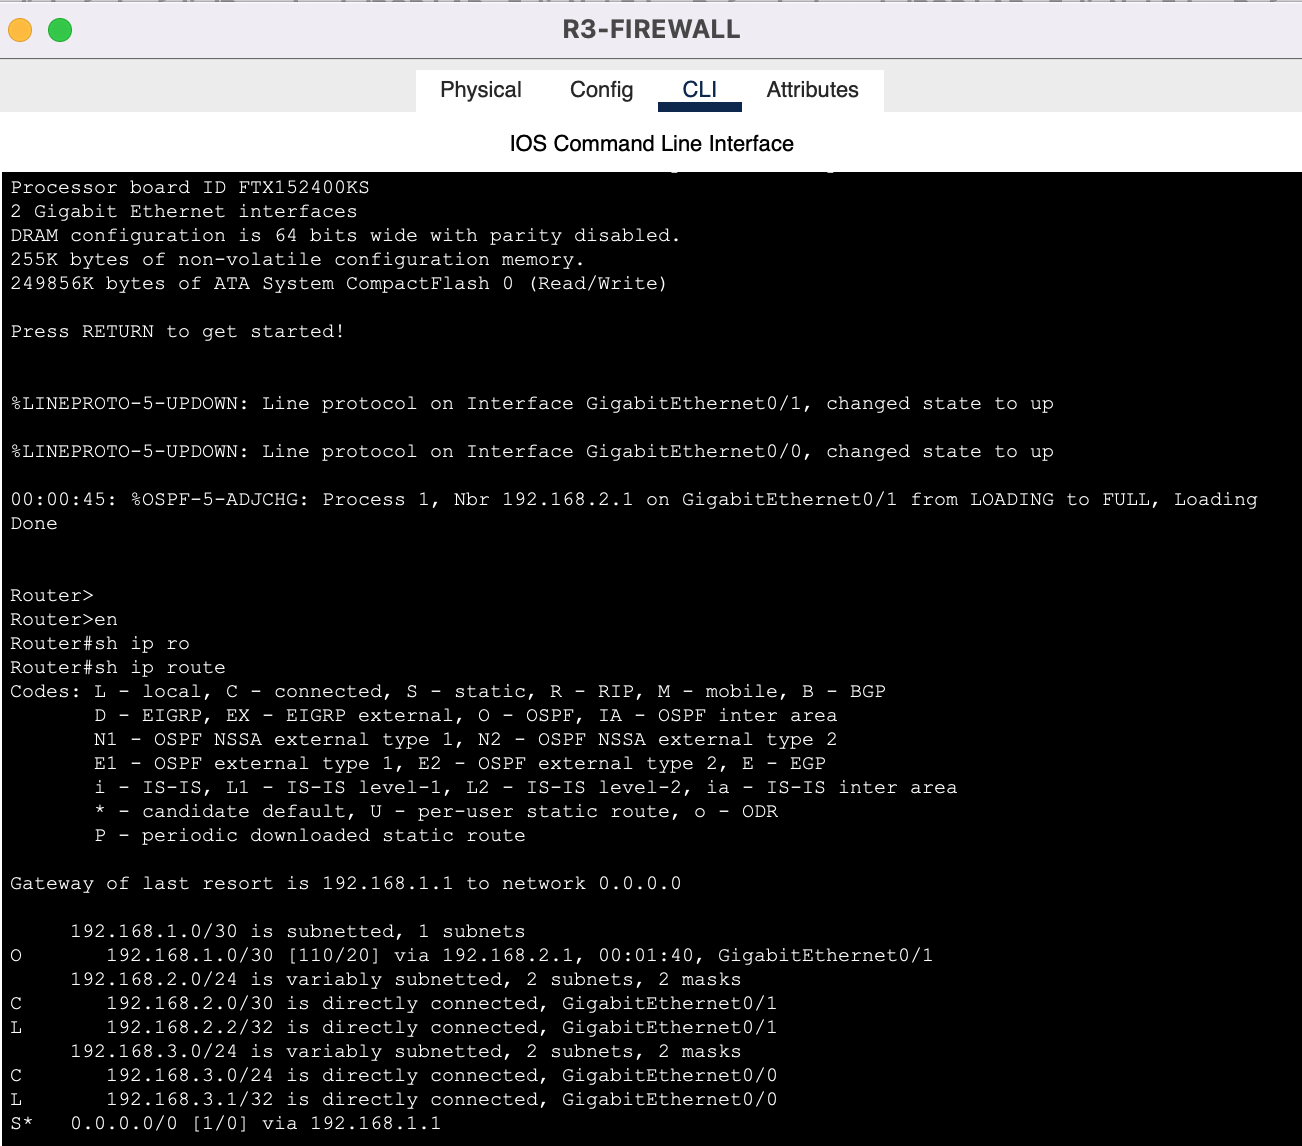 R3-FIREWALL
Physical Config CLI Attributes
IOS Command Line Interface
Processor board ID FTX152400KS
2 Gigabit Ethernet interfaces
DRAM configuration is 64 bits wide with parity disabled.
255K bytes of non-volatile configuration memory.
249856K bytes of ATA System CompactFlash 0 (Read/Write)
Press RETURN to get started!
%LINEPROTO-5-UPDOWN: Line protocol on Interface GigabitEthernet0/1, changed state to up
%LINEPROTO-5-UPDOWN: Line protocol on Interface GigabitEthernet0/0, changed state to up
00:00:45: %OSPF-5-ADJCHG: Process 1, Nbr 192.168.2.1 on GigabitEthernet0/1 from LOADING to FULL, Loading
Done
Router>
Router>en
Router#sh ip ro
Router#sh ip route
Codes: L - local, C - connected, S - static, R - RIP, M - mobile, B - BGP
D - EIGRP, EX - EIGRP external, O - OSPF, IA - OSPF inter area
N1 - OSPF NSSA external type 1, N2 - OSPF NSSA external type 2
E1 - OSPF external type 1, E2 - OSPF external type 2, E - EGP
i - IS-IS, L1 - IS-IS level-1, L2 - IS-IS level-2, ia - IS-IS inter area
* - candidate default, U - per-user static route, o - ODR
P - periodic downloaded static route
Gateway of last resort is 192.168.1.1 to network 0.0.0.0
192.168.1.0/30 is subnetted, 1 subnets
O 192.168.1.0/30 [110/20] via 192.168.2.1, 00:01:40, GigabitEthernet0/1
192.168.2.0/24 is variably subnetted, 2 subnets, 2 masks
C 192.168.2.0/30 is directly connected, GigabitEthernet0/1
L 192.168.2.2/32 is directly connected, GigabitEthernet0/1
192.168.3.0/24 is variably subnetted, 2 subnets, 2 masks
C 192.168.3.0/24 is directly connected, GigabitEthernet0/0
L 192.168.3.1/32 is directly connected, GigabitEthernet0/0
S* 0.0.0.0/0 [1/0] via 192.168.1.1